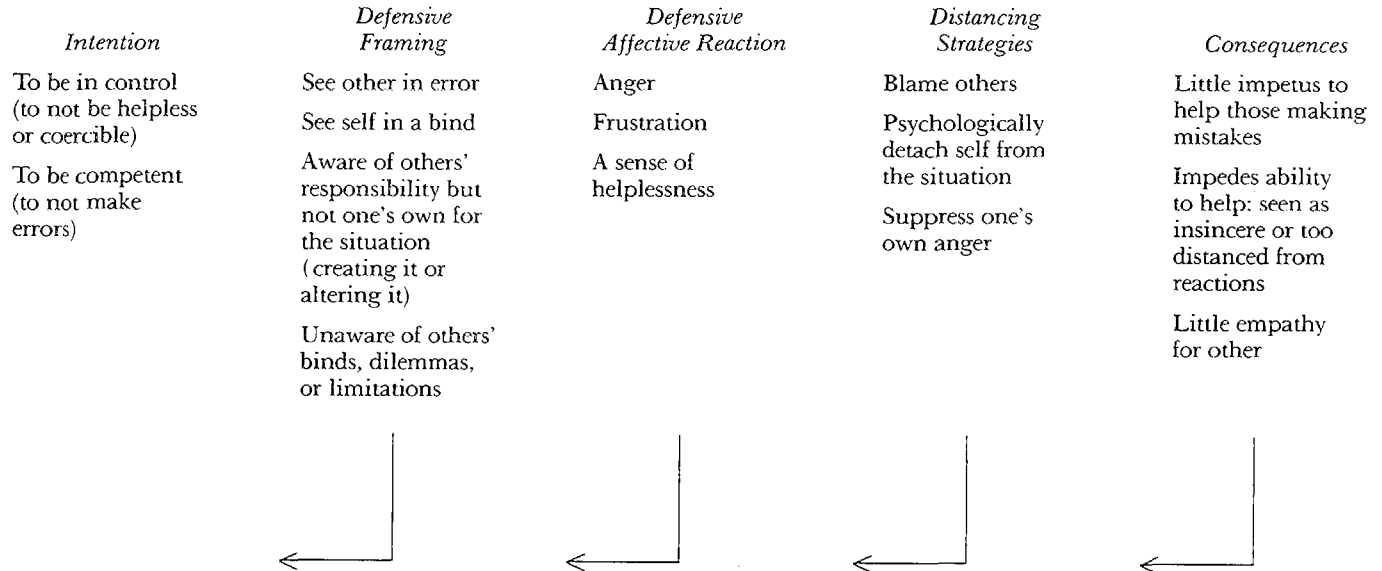 Intention
To be in control
(to not be helpless
or coercible)
To be competent
(to not make
errors)
Defensive
Framing
See other in error
See self in a bind
Aware of others'
responsibility but
not one's own for
the situation
(creating it or
altering it)
Unaware of others'
binds, dilemmas,
or limitations
Defensive
Affective Reaction
Anger
Frustration
A sense of
helplessness
Distancing
Strategies
Blame others
Psychologically
detach self from
the situation
Suppress one's
own anger
Consequences
Little impetus to
help those making
mistakes
Impedes ability
to help: seen as
insincere or too
distanced from
reactions
Little empathy
for other